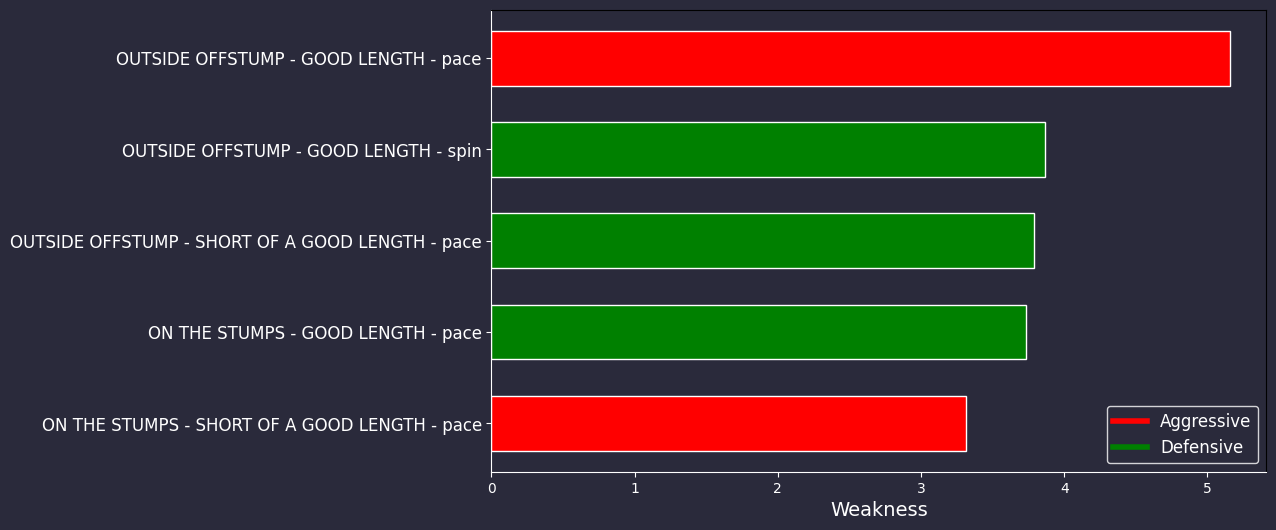 OUTSIDE OFFSTUMP - GOOD LENGTH - pace
OUTSIDE OFFSTUMP - GOOD LENGTH - spin
OUTSIDE OFFSTUMP - SHORT OF A GOOD LENGTH - pace
ON THE STUMPS - GOOD LENGTH - pace
ON THE STUMPS - SHORT OF A GOOD LENGTH - pace
Aggressive
Defensive
0 1 2 3 4 5
Weakness